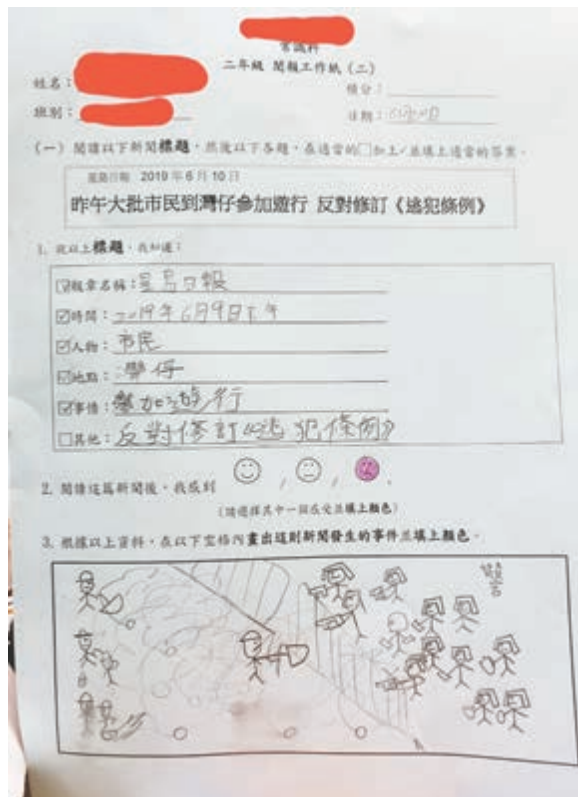 常識科
二年級 閱報工作紙（二）
姓名：
積分：
班別：
日期：
(一) 閱讀以下新聞標題，然後以下各題，在適當的□加上✓並填上適當的答案。
星島日報 2019年6月10日
昨午大批市民到灣仔參加遊行 反對修訂《逃犯條例》
1. 從以上標題，我知道：
☑報章名稱：星島日報
☑時間：2019年6月9日下午
☑人物：市民
☑地點：灣仔
☑事情：參加遊行
□其他：反對修訂《逃犯條例》
2. 閱讀這篇新聞後，我感到
(請選擇其中一個感受並填上顏色)
3. 根據以上資料，在以下空格內畫出這則新聞發生的事件並填上顏色。